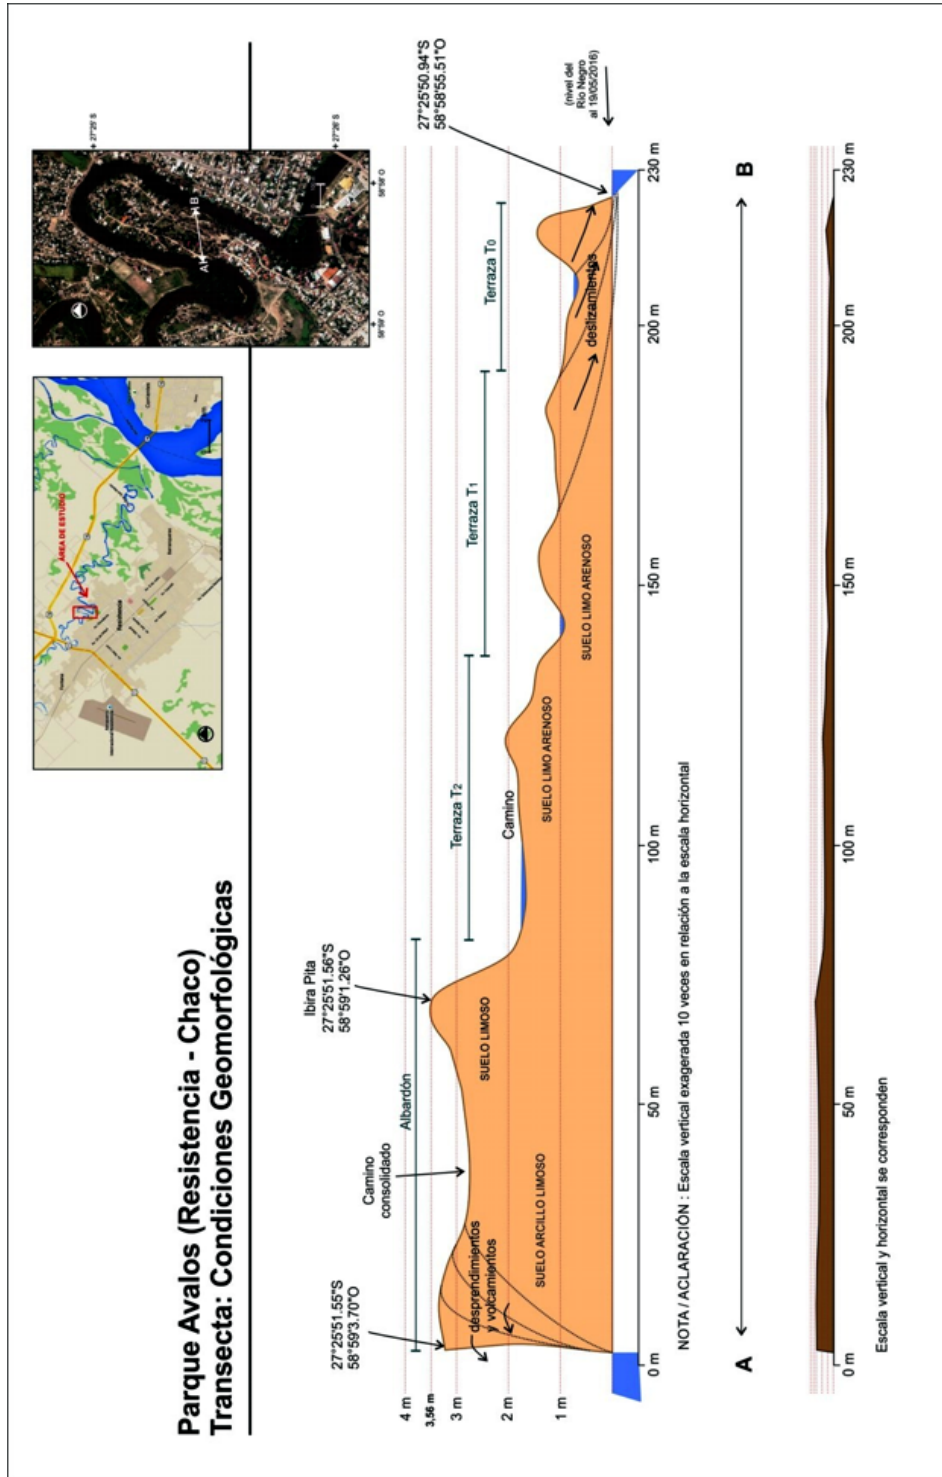 Parque Avalos (Resistencia - Chaco)
Transecta: Condiciones Geomorfológicas
ÁREA DE ESTUDIO
Resistencia
27°25' S
27°26' S
58°59' O
58°58' O
A
B
27°25'51.55"S
58°59'3.70"O
Camino
consolidado
Albardón
Ibira Pita
27°25'51.56"S
58°59'1.26"O
Terraza T2
Camino
Terraza T1
Terraza T0
27°25'50.94"S
58°58'55.51"O
(nivel del
Rio Negro
al 19/05/2016)
4 m
3,56 m
3 m
2 m
1 m
desprendimientos
y volcamientos
SUELO ARCILLO LIMOSO
SUELO LIMOSO
SUELO LIMO ARENOSO
SUELO LIMO ARENOSO
deslizamientos
0 m
50 m
100 m
150 m
200 m
230 m
NOTA / ACLARACIÓN : Escala vertical exagerada 10 veces en relación a la escala horizontal
A
B
0 m
50 m
100 m
150 m
200 m
230 m
Escala vertical y horizontal se corresponden